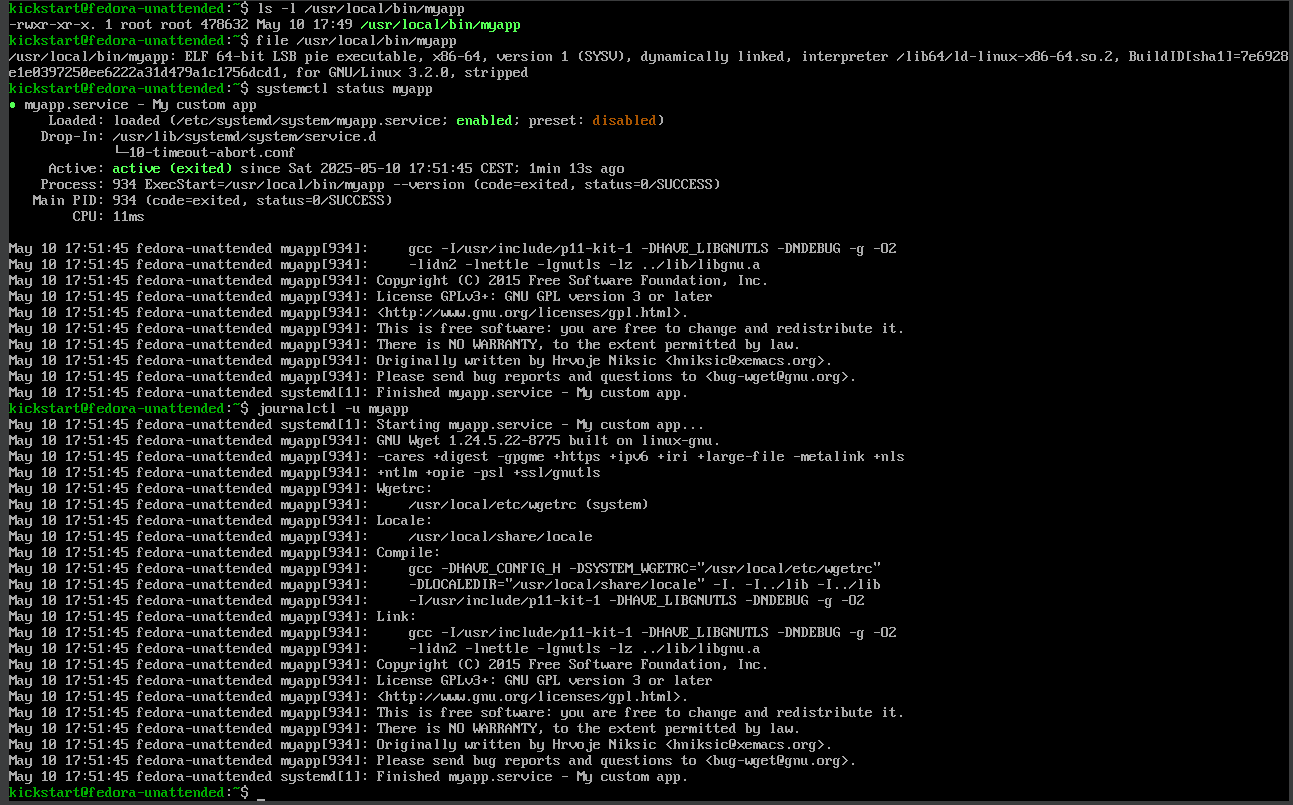 kickstart@fedora-unattended:~$ ls -l /usr/local/bin/myapp
-rwxr-xr-x. 1 root root 478632 May 10 17:49 /usr/local/bin/myapp
kickstart@fedora-unattended:~$ file /usr/local/bin/myapp
/usr/local/bin/myapp: ELF 64-bit LSB pie executable, x86-64, version 1 (SYSV), dynamically linked, interpreter /lib64/ld-linux-x86-64.so.2, BuildID[sha1]=7e6928
e1e0397250ee6222a31d479a1c1756dcd1, for GNU/Linux 3.2.0, stripped
kickstart@fedora-unattended:~$ systemctl status myapp
● myapp.service - My custom app
     Loaded: loaded (/etc/systemd/system/myapp.service; enabled; preset: disabled)
    Drop-In: /usr/lib/systemd/system/service.d
             └─10-timeout-abort.conf
     Active: active (exited) since Sat 2025-05-10 17:51:45 CEST; 1min 13s ago
    Process: 934 ExecStart=/usr/local/bin/myapp --version (code=exited, status=0/SUCCESS)
   Main PID: 934 (code=exited, status=0/SUCCESS)
        CPU: 11ms

May 10 17:51:45 fedora-unattended myapp[934]:     gcc -I/usr/include/p11-kit-1 -DHAVE_LIBGNUTLS -DNDEBUG -g -O2
May 10 17:51:45 fedora-unattended myapp[934]:     -lidn2 -lnettle -lgnutls -lz ../lib/libgnu.a
May 10 17:51:45 fedora-unattended myapp[934]: Copyright (C) 2015 Free Software Foundation, Inc.
May 10 17:51:45 fedora-unattended myapp[934]: License GPLv3+: GNU GPL version 3 or later
May 10 17:51:45 fedora-unattended myapp[934]: <http://www.gnu.org/licenses/gpl.html>.
May 10 17:51:45 fedora-unattended myapp[934]: This is free software: you are free to change and redistribute it.
May 10 17:51:45 fedora-unattended myapp[934]: There is NO WARRANTY, to the extent permitted by law.
May 10 17:51:45 fedora-unattended myapp[934]: Originally written by Hrvoje Niksic <hniksic@xemacs.org>.
May 10 17:51:45 fedora-unattended myapp[934]: Please send bug reports and questions to <bug-wget@gnu.org>.
May 10 17:51:45 fedora-unattended systemd[1]: Finished myapp.service - My custom app.
kickstart@fedora-unattended:~$ journalctl -u myapp
May 10 17:51:45 fedora-unattended systemd[1]: Starting myapp.service - My custom app...
May 10 17:51:45 fedora-unattended myapp[934]: GNU Wget 1.24.5.22-8775 built on linux-gnu.
May 10 17:51:45 fedora-unattended myapp[934]: -cares +digest -gpgme +https +ipv6 +iri +large-file -metalink +nls
May 10 17:51:45 fedora-unattended myapp[934]: +ntlm +opie -psl +ssl/gnutls
May 10 17:51:45 fedora-unattended myapp[934]: Wgetrc:
May 10 17:51:45 fedora-unattended myapp[934]:     /usr/local/etc/wgetrc (system)
May 10 17:51:45 fedora-unattended myapp[934]: Locale:
May 10 17:51:45 fedora-unattended myapp[934]:     /usr/local/share/locale
May 10 17:51:45 fedora-unattended myapp[934]: Compile:
May 10 17:51:45 fedora-unattended myapp[934]:     gcc -DHAVE_CONFIG_H -DSYSTEM_WGETRC="/usr/local/etc/wgetrc"
May 10 17:51:45 fedora-unattended myapp[934]:     -DLOCALEDIR="/usr/local/share/locale" -I. -I../lib -I../lib
May 10 17:51:45 fedora-unattended myapp[934]:     -I/usr/include/p11-kit-1 -DHAVE_LIBGNUTLS -DNDEBUG -g -O2
May 10 17:51:45 fedora-unattended myapp[934]: Link:
May 10 17:51:45 fedora-unattended myapp[934]:     gcc -I/usr/include/p11-kit-1 -DHAVE_LIBGNUTLS -DNDEBUG -g -O2
May 10 17:51:45 fedora-unattended myapp[934]:     -lidn2 -lnettle -lgnutls -lz ../lib/libgnu.a
May 10 17:51:45 fedora-unattended myapp[934]: Copyright (C) 2015 Free Software Foundation, Inc.
May 10 17:51:45 fedora-unattended myapp[934]: License GPLv3+: GNU GPL version 3 or later
May 10 17:51:45 fedora-unattended myapp[934]: <http://www.gnu.org/licenses/gpl.html>.
May 10 17:51:45 fedora-unattended myapp[934]: This is free software: you are free to change and redistribute it.
May 10 17:51:45 fedora-unattended myapp[934]: There is NO WARRANTY, to the extent permitted by law.
May 10 17:51:45 fedora-unattended myapp[934]: Originally written by Hrvoje Niksic <hniksic@xemacs.org>.
May 10 17:51:45 fedora-unattended myapp[934]: Please send bug reports and questions to <bug-wget@gnu.org>.
May 10 17:51:45 fedora-unattended systemd[1]: Finished myapp.service - My custom app.
kickstart@fedora-unattended:~$ _